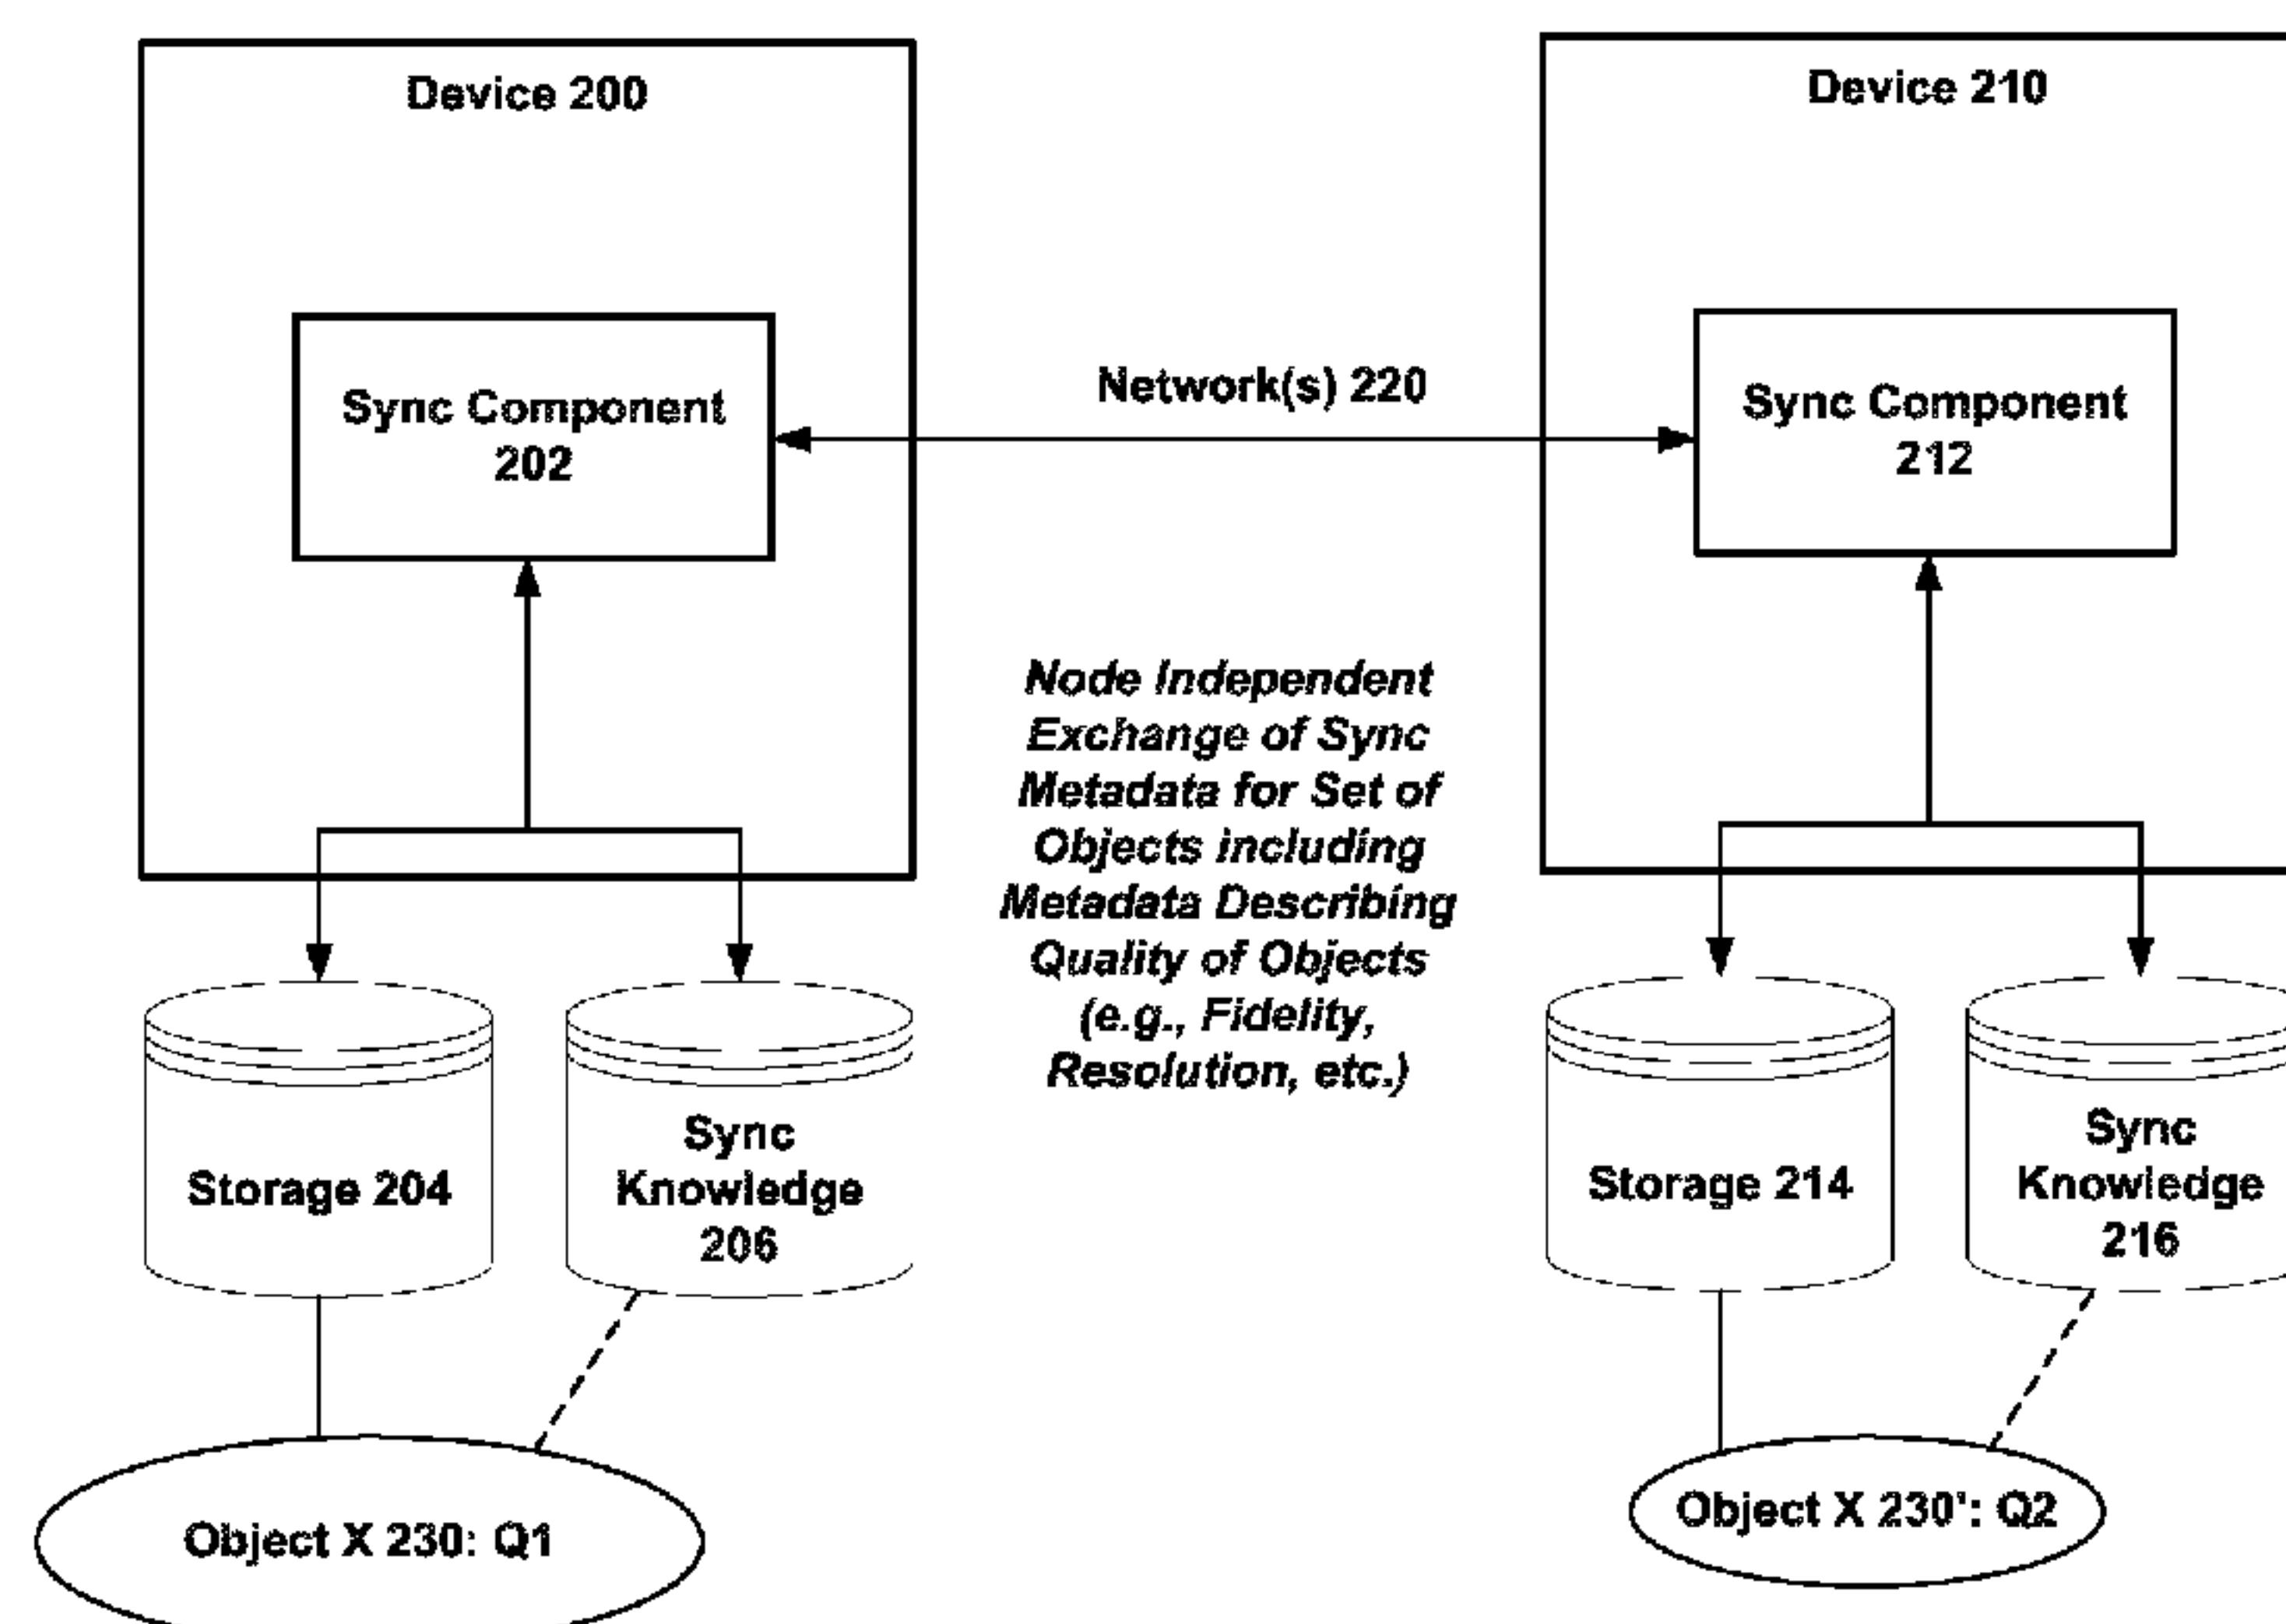 Device 200
Device 210
Sync Component
202
Network(s) 220
Sync Component
212
Node Independent
Exchange of Sync
Metadata for Set of
Objects including
Metadata Describing
Quality of Objects
(e.g., Fidelity,
Resolution, etc.)
Storage 204
Sync
Knowledge
206
Storage 214
Sync
Knowledge
216
Object X 230: Q1
Object X 230': Q2